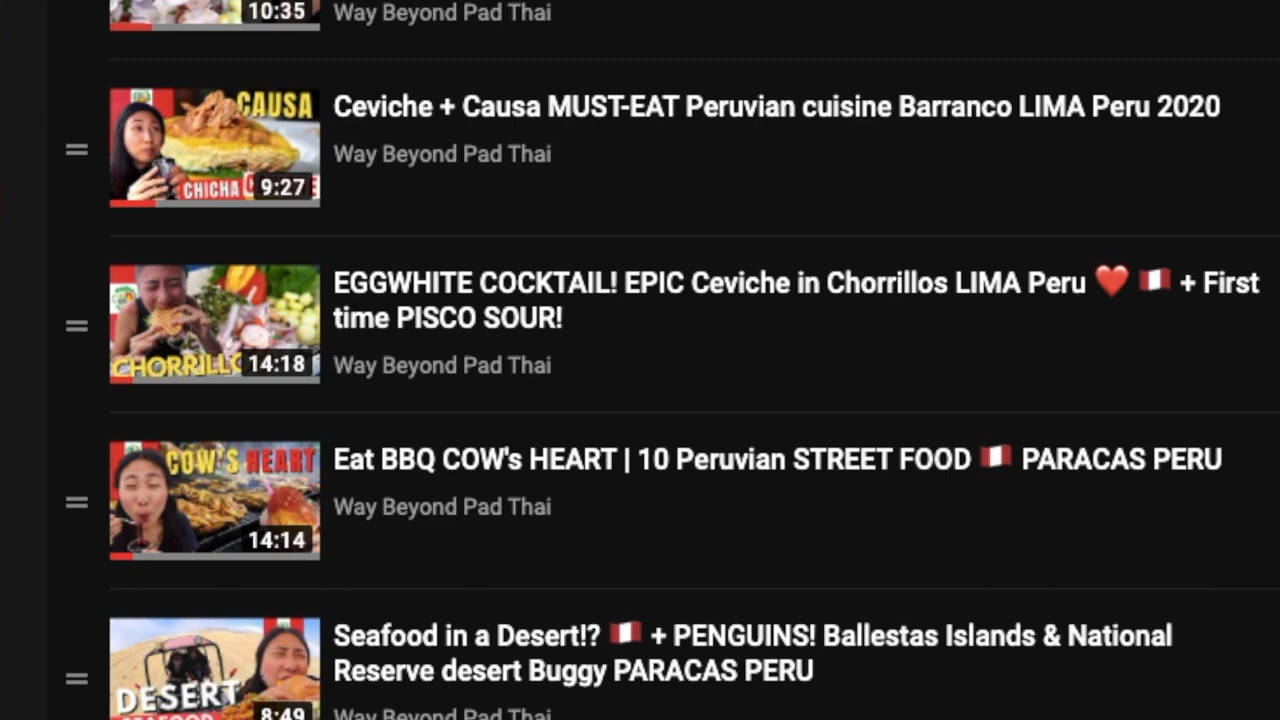 10:35
Way Beyond Pad Thai
CAUSA
CHICHA
9:27
Ceviche + Causa MUST-EAT Peruvian cuisine Barranco LIMA Peru 2020
Way Beyond Pad Thai
CHORRILLO
14:18
EGGWHITE COCKTAIL! EPIC Ceviche in Chorrillos LIMA Peru ❤️ 🇵🇪 + First
time PISCO SOUR!
Way Beyond Pad Thai
COW'S HEART
14:14
Eat BBQ COW's HEART | 10 Peruvian STREET FOOD 🇵🇪 PARACAS PERU
Way Beyond Pad Thai
DESERT
SEAFOOD
8:49
Seafood in a Desert!? 🇵🇪 + PENGUINS! Ballestas Islands & National
Reserve desert Buggy PARACAS PERU
Way Beyond Pad Thai